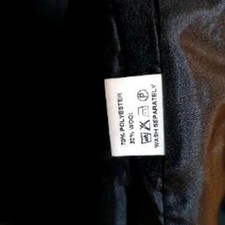 70% POLYESTER
30% WOOL
P
WASH SEPARATELY